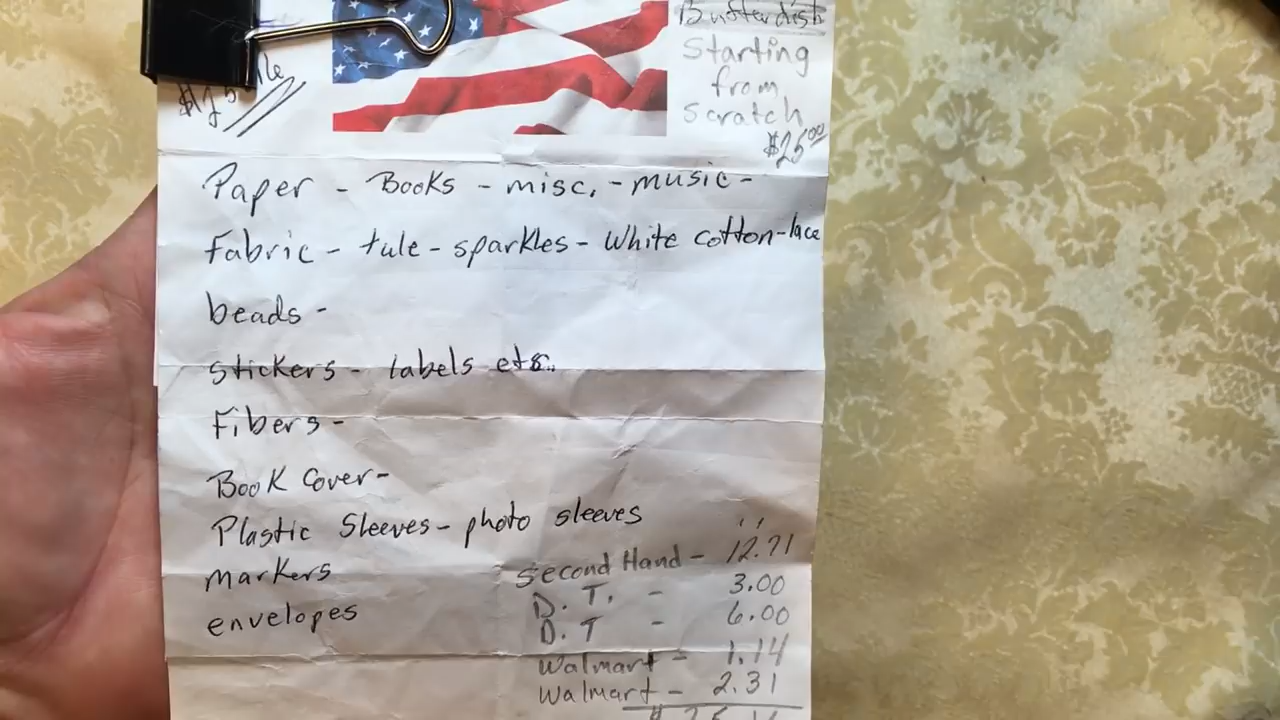 Butterdish
Starting
from
scratch
$25.00
Paper - Books - misc. - music -
Fabric - tule - sparkles - White cotton-lace
beads -
stickers - labels etc.
Fibers -
Book Cover -
Plastic Sleeves - photo sleeves
markers
envelopes
Second Hand - 12.71
D. T. - 3.00
D. T - 6.00
Walmart - 1.14
Walmart - 2.31